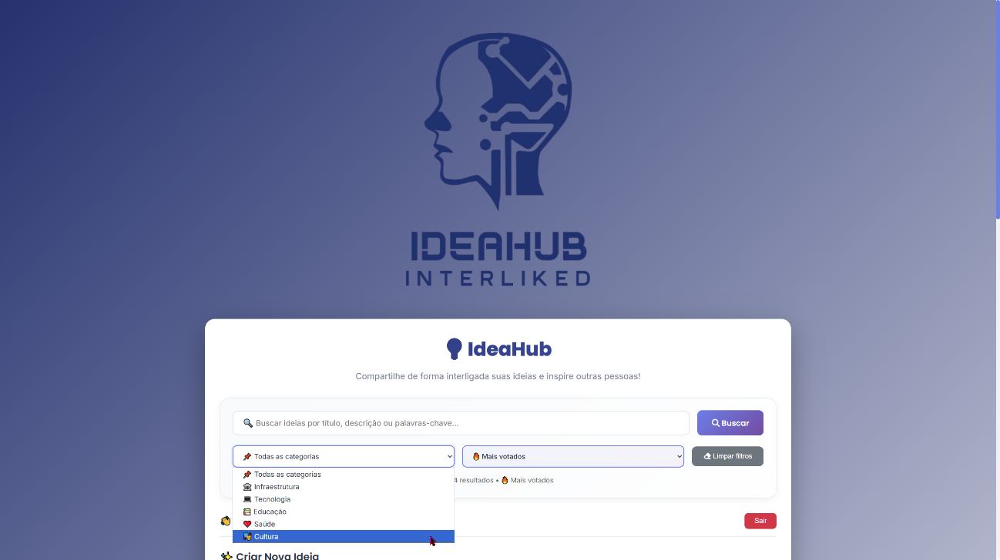 IDEAHUB
INTERLIKED
IdeaHub
Compartilhe de forma interligada suas ideias e inspire outras pessoas!
Buscar ideias por título, descrição ou palavras-chave...
Buscar
Todas as categorias
Mais votados
Limpar filtros
Todas as categorias
4 resultados • 🔥 Mais votados
Infraestrutura
Tecnologia
Educação
Saúde
Sair
Cultura
Criar Nova Ideia